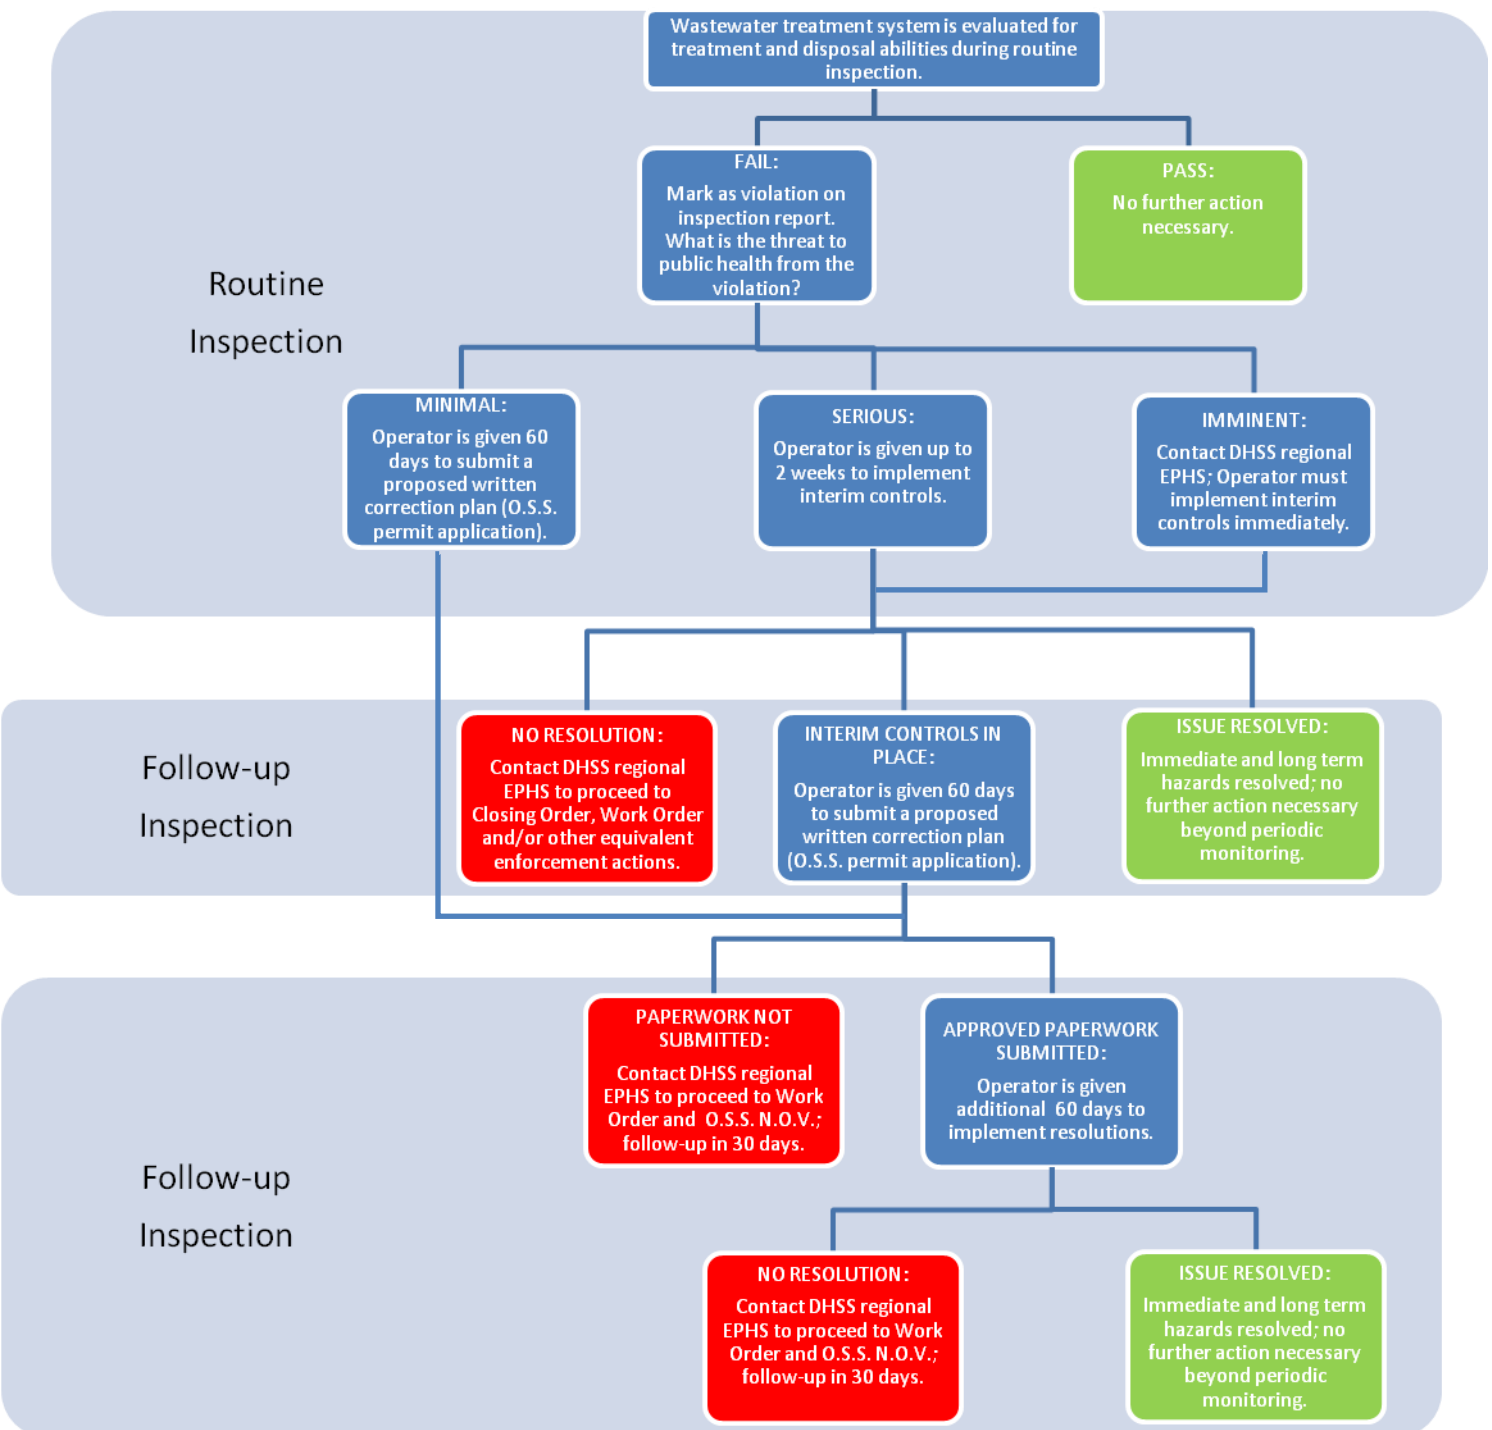 Wastewater treatment system is evaluated for
treatment and disposal abilities during routine
inspection.
FAIL:
Mark as violation on
inspection report.
What is the threat to
public health from the
violation?
PASS:
No further action
necessary.
Routine
Inspection
MINIMAL:
Operator is given 60
days to submit a
proposed written
correction plan (O.S.S.
permit application).
SERIOUS:
Operator is given up to
2 weeks to implement
interim controls.
IMMINENT:
Contact DHSS regional
EPHS; Operator must
implement interim
controls immediately.
Follow-up
Inspection
NO RESOLUTION:
Contact DHSS regional
EPHS to proceed to
Closing Order, Work Order
and/or other equivalent
enforcement actions.
INTERIM CONTROLS IN
PLACE:
Operator is given 60 days
to submit a proposed
written correction plan
(O.S.S. permit application).
ISSUE RESOLVED:
Immediate and long term
hazards resolved; no
further action necessary
beyond periodic
monitoring.
Follow-up
Inspection
PAPERWORK NOT
SUBMITTED:
Contact DHSS regional
EPHS to proceed to Work
Order and O.S.S. N.O.V.;
follow-up in 30 days.
APPROVED PAPERWORK
SUBMITTED:
Operator is given
additional 60 days to
implement resolutions.
NO RESOLUTION:
Contact DHSS regional
EPHS to proceed to Work
Order and O.S.S. N.O.V.;
follow-up in 30 days.
ISSUE RESOLVED:
Immediate and long term
hazards resolved; no
further action necessary
beyond periodic
monitoring.